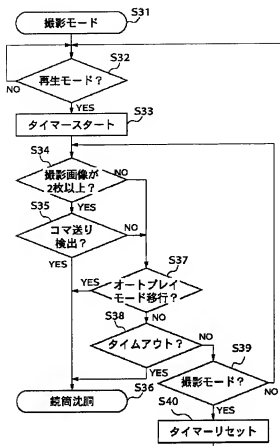 S31
撮影モード
S32
再生モード?
NO
YES
S33
タイマースタート
S34
撮影画像が
2枚以上?
NO
YES
S35
コマ送り
検出?
NO
YES
S37
オートプレイ
モード移行?
YES
NO
S38
タイムアウト?
NO
YES
S39
撮影モード?
NO
YES
S36
鏡筒沈胴
S40
タイマーリセット